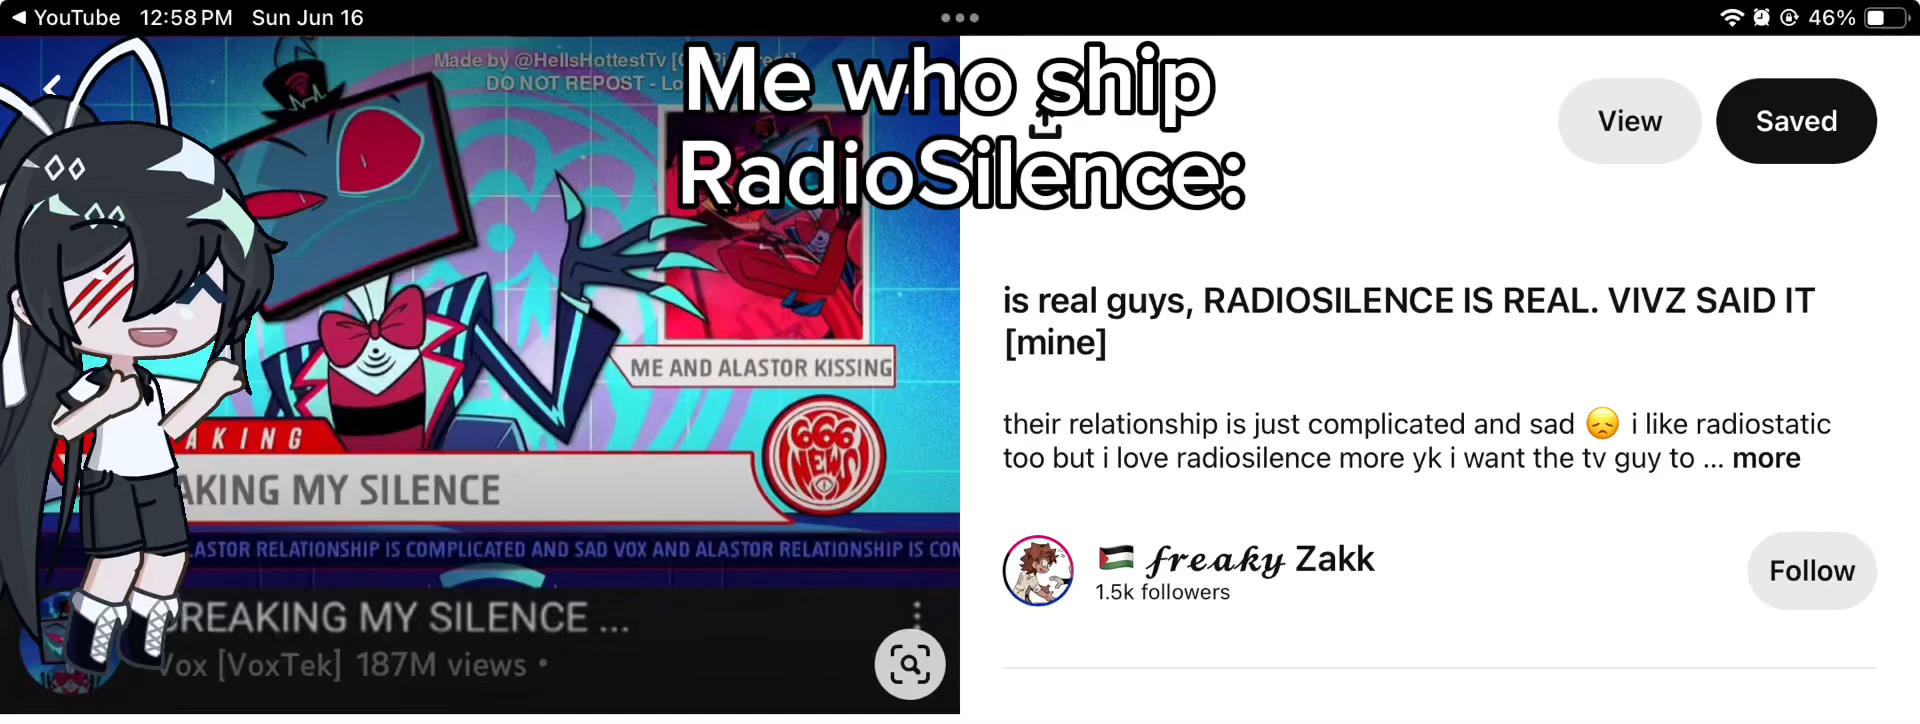 YouTube 12:58 PM Sun Jun 16
46%
Made by @HellsHottestTv
DO NOT REPOST - Lo
Me who ship
RadioSilence:
View
Saved
is real guys, RADIOSILENCE IS REAL. VIVZ SAID IT
[mine]
ME AND ALASTOR KISSING
their relationship is just complicated and sad 😞 i like radiostatic
too but i love radiosilence more yk i want the tv guy to ... more
AKING
AKING MY SILENCE
666
NEWS
ASTOR RELATIONSHIP IS COMPLICATED AND SAD VOX AND ALASTOR RELATIONSHIP IS CON
🇵🇸 𝒻𝓇𝑒𝒶𝓀𝓎 Zakk
1.5k followers
Follow
REAKING MY SILENCE ...
Vox [VoxTek] 187M views •